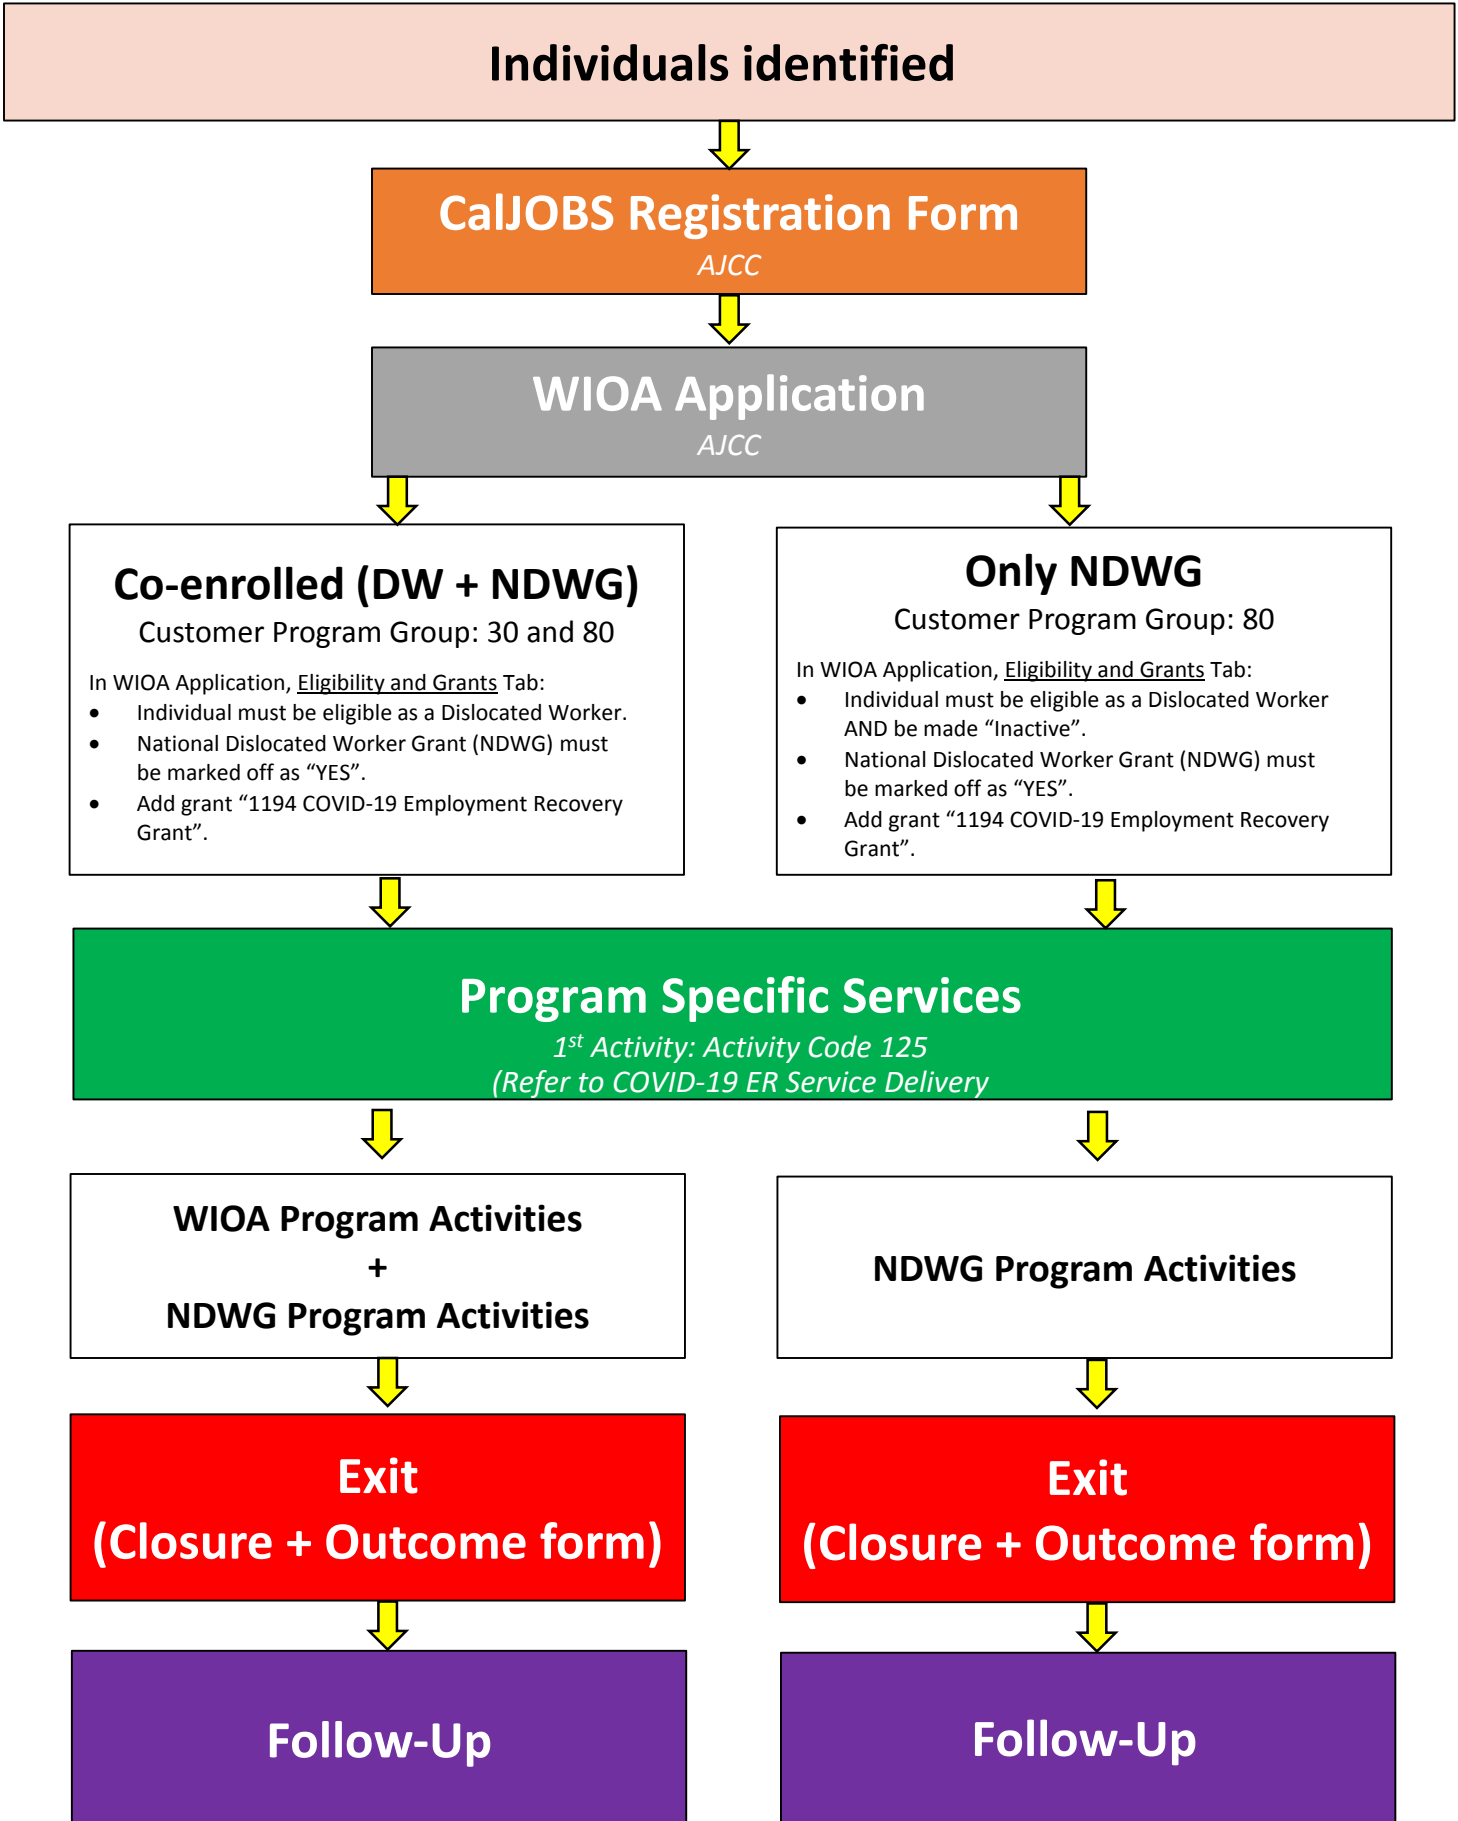 Individuals identified
CalJOBS Registration Form
AJCC
WIOA Application
AJCC
Co-enrolled (DW + NDWG)
Customer Program Group: 30 and 80
In WIOA Application, Eligibility and Grants Tab:
• Individual must be eligible as a Dislocated Worker.
• National Dislocated Worker Grant (NDWG) must
be marked off as “YES”.
• Add grant “1194 COVID-19 Employment Recovery
Grant”.
Only NDWG
Customer Program Group: 80
In WIOA Application, Eligibility and Grants Tab:
• Individual must be eligible as a Dislocated Worker
AND be made “Inactive”.
• National Dislocated Worker Grant (NDWG) must
be marked off as “YES”.
• Add grant “1194 COVID-19 Employment Recovery
Grant”.
Program Specific Services
1st Activity: Activity Code 125
(Refer to COVID-19 ER Service Delivery
WIOA Program Activities
+
NDWG Program Activities
NDWG Program Activities
Exit
(Closure + Outcome form)
Exit
(Closure + Outcome form)
Follow-Up
Follow-Up